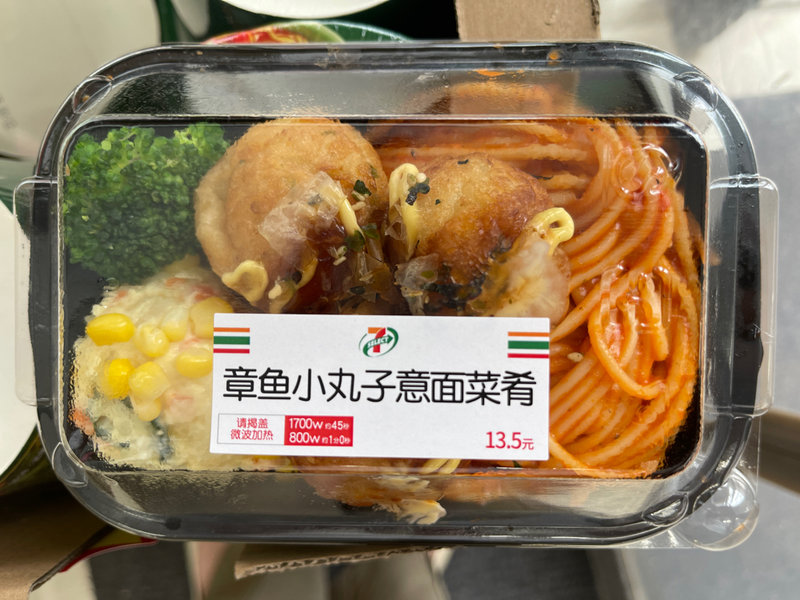 7
SELECT
章鱼小丸子意面菜肴
请揭盖
微波加热
1700W 约45秒
800W 约1分0秒
13.5元